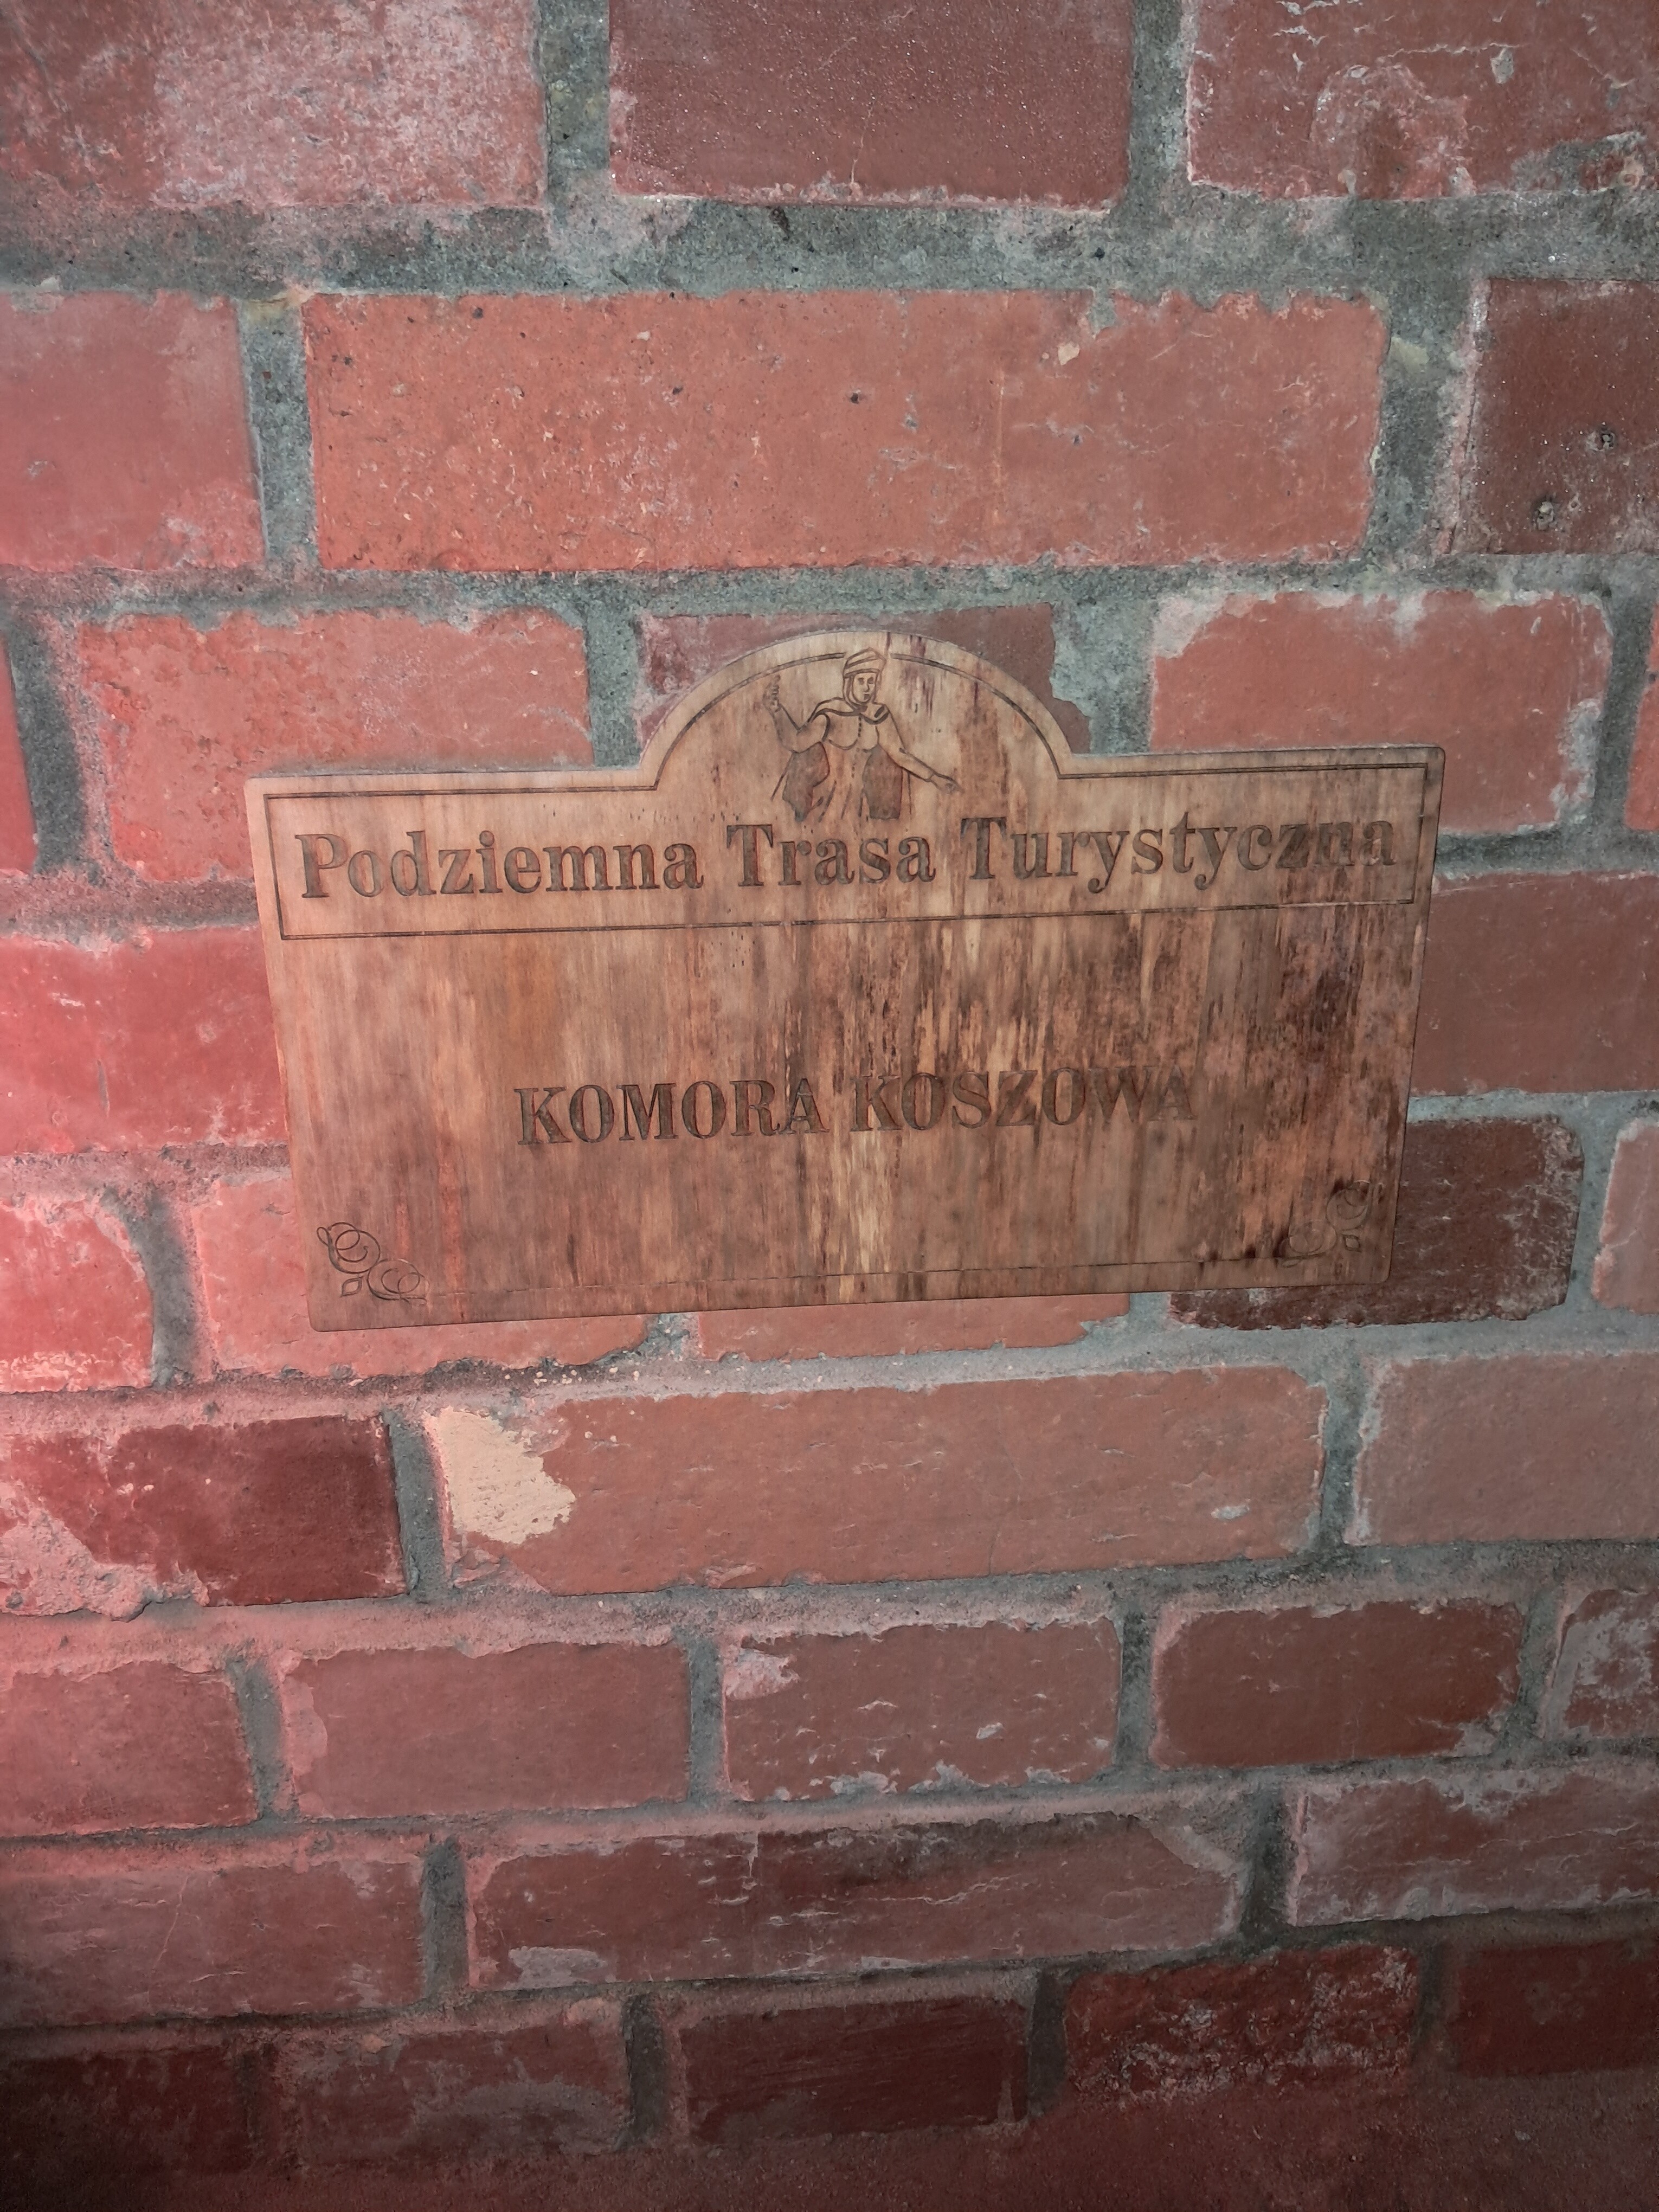 Podziemna Trasa Turystyczna
KOMORA KOSZOWA